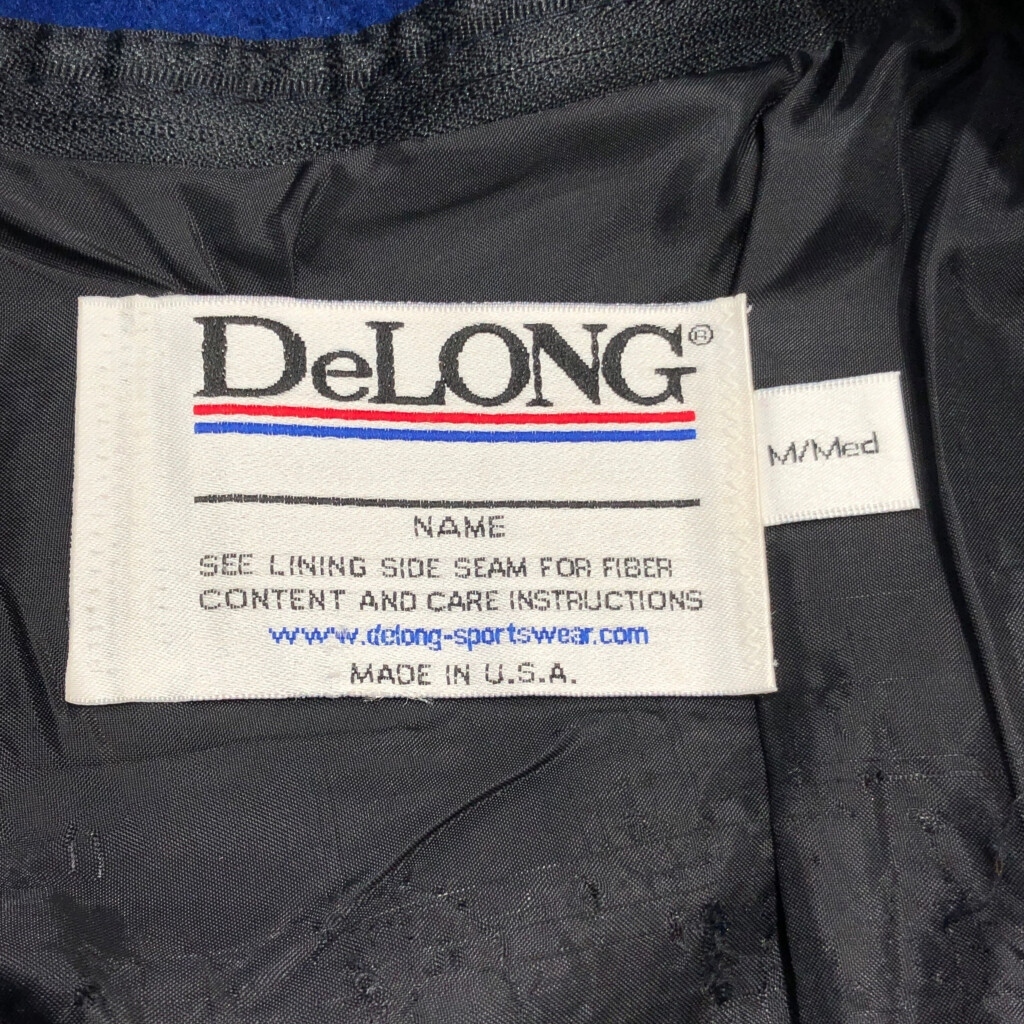 DeLONG®
M/Med
NAME
SEE LINING SIDE SEAM FOR FIBER
CONTENT AND CARE INSTRUCTIONS
www.delong-sportswear.com
MADE IN U.S.A.